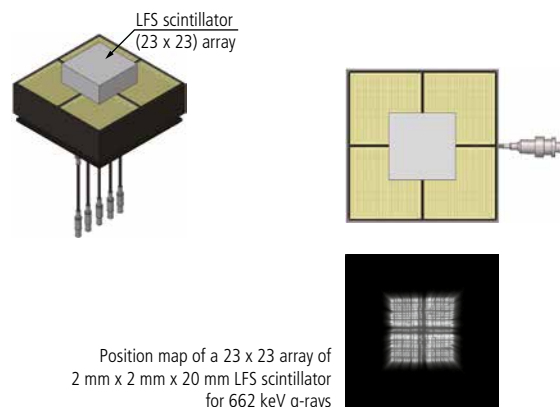 LFS scintillator
(23 x 23) array
Position map of a 23 x 23 array of
2 mm x 2 mm x 20 mm LFS scintillator
for 662 keV g-rays